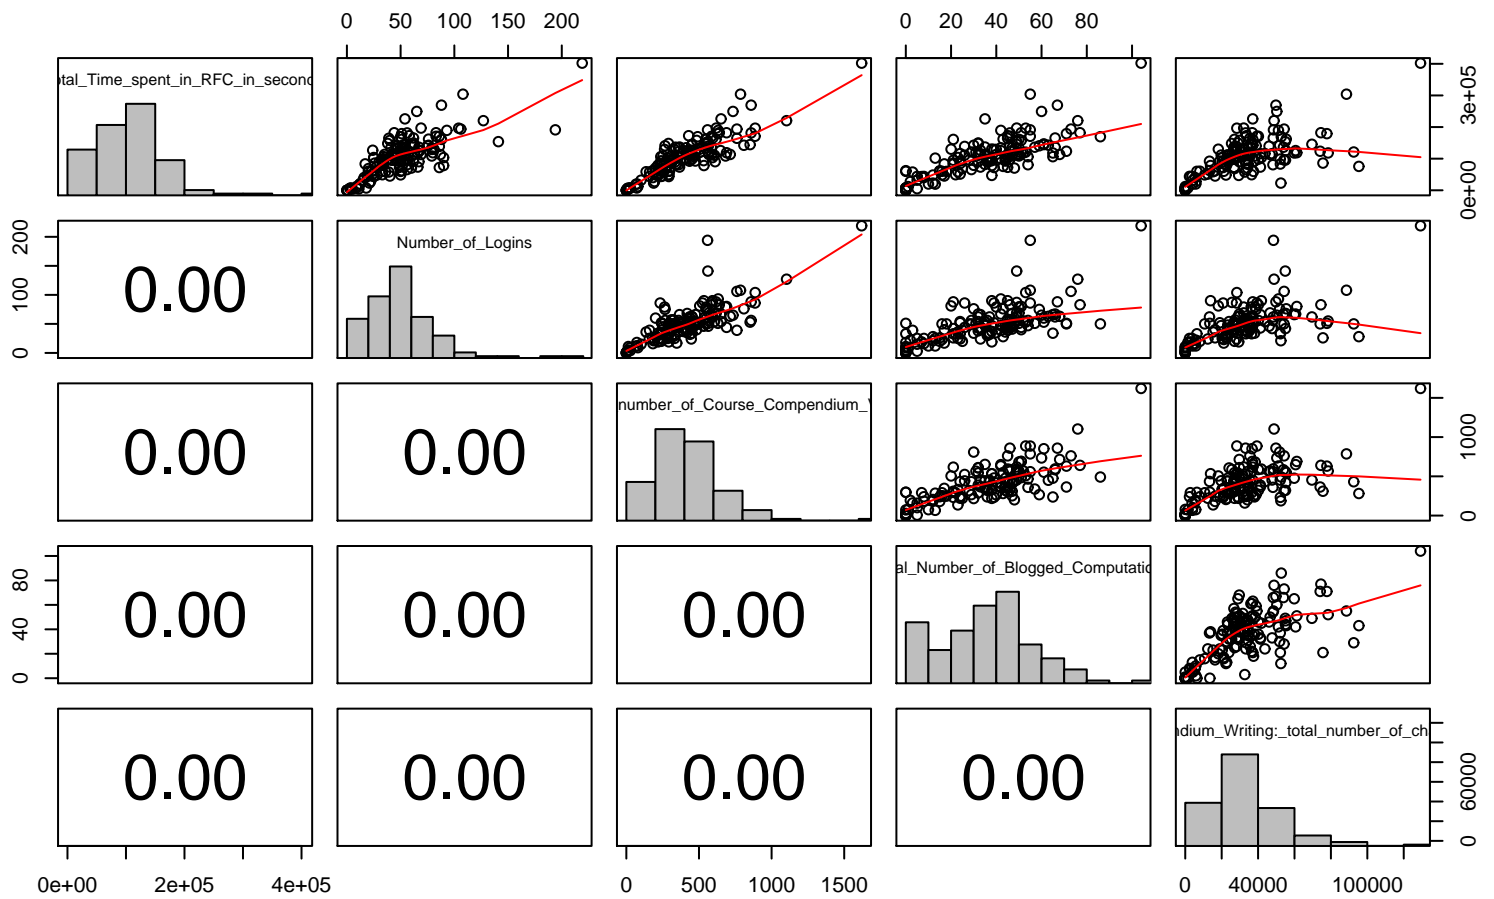 0 50 100 150 200 0 20 40 60 80
otal_Time_spent_in_RFC_in_second
0e+00 3e+05
0 100 200
0.00
Number_of_Logins
0.00 0.00
number_of_Course_Compendium_V
0 1000
0 40 80
0.00 0.00 0.00
al_Number_of_Blogged_Computatio
0.00 0.00 0.00 0.00
ndium_Writing:_total_number_of_cha
0 60000
0e+00 2e+05 4e+05 0 500 1000 1500 0 40000 100000